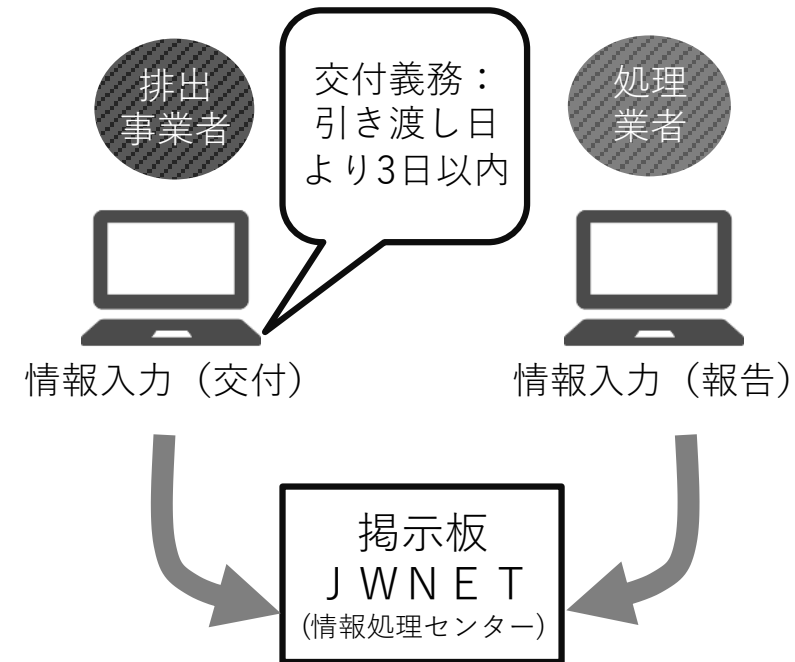 排出
事業者
交付義務：
引き渡し日
より3日以内
処理
業者
情報入力（交付）
情報入力（報告）
掲示板
ＪＷＮＥＴ
(情報処理センター)